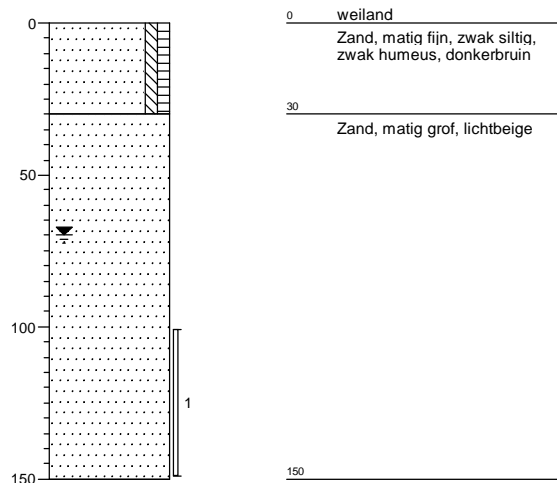 0
50
100
150
1
0 weiland
Zand, matig fijn, zwak siltig,
zwak humeus, donkerbruin
30
Zand, matig grof, lichtbeige
150